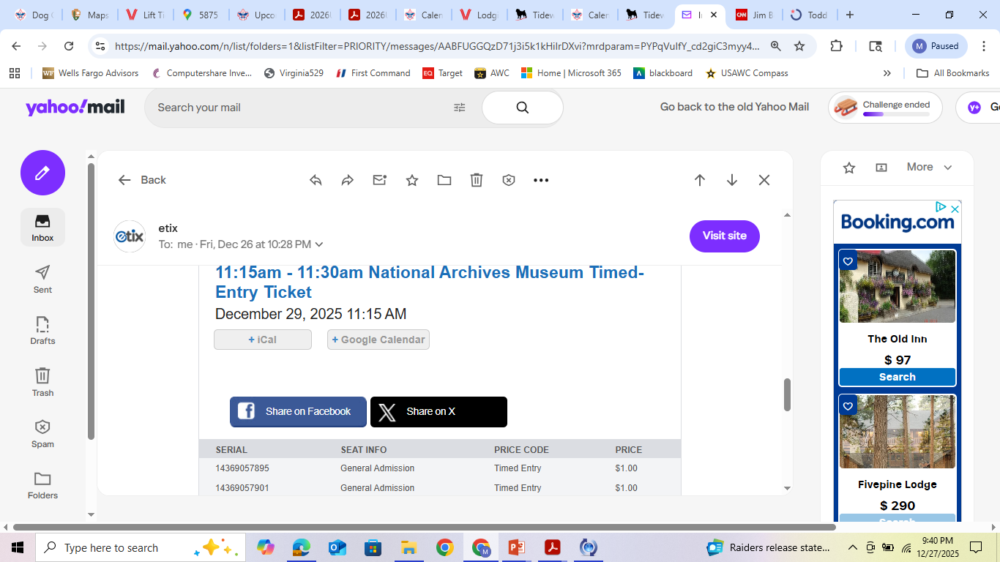 Dog
Maps
Lift Ti
5875
Upco
2026
2026
Calen
Lodgi
Tidew
Calen
Tidew
Jim B
Todd
https://mail.yahoo.com/n/list/folders=1&listFilter=PRIORITY/messages/AABFUGGQzD71j3i5k1kHiIrDXvi?mrdparam=PYPqVuIfY_cd2giC3myy4...
M Paused
Wells Fargo Advisors
Computershare Inve...
Virginia529
First Command
Target
AWC
Home | Microsoft 365
blackboard
USAWC Compass
All Bookmarks
yahoo!mail
Search your mail
Go back to the old Yahoo Mail
Challenge ended
Back
More
Inbox
Sent
Drafts
Trash
Spam
Folders
etix
etix
To: me · Fri, Dec 26 at 10:28 PM
Visit site
11:15am - 11:30am National Archives Museum Timed-
Entry Ticket
December 29, 2025 11:15 AM
+ iCal
+ Google Calendar
Share on Facebook
Share on X
SERIAL SEAT INFO PRICE CODE PRICE
14369057895 General Admission Timed Entry $1.00
14369057901 General Admission Timed Entry $1.00
Booking.com
The Old Inn
$ 97
Search
Fivepine Lodge
$ 290
Search
Type here to search
Raiders release state...
9:40 PM
12/27/2025